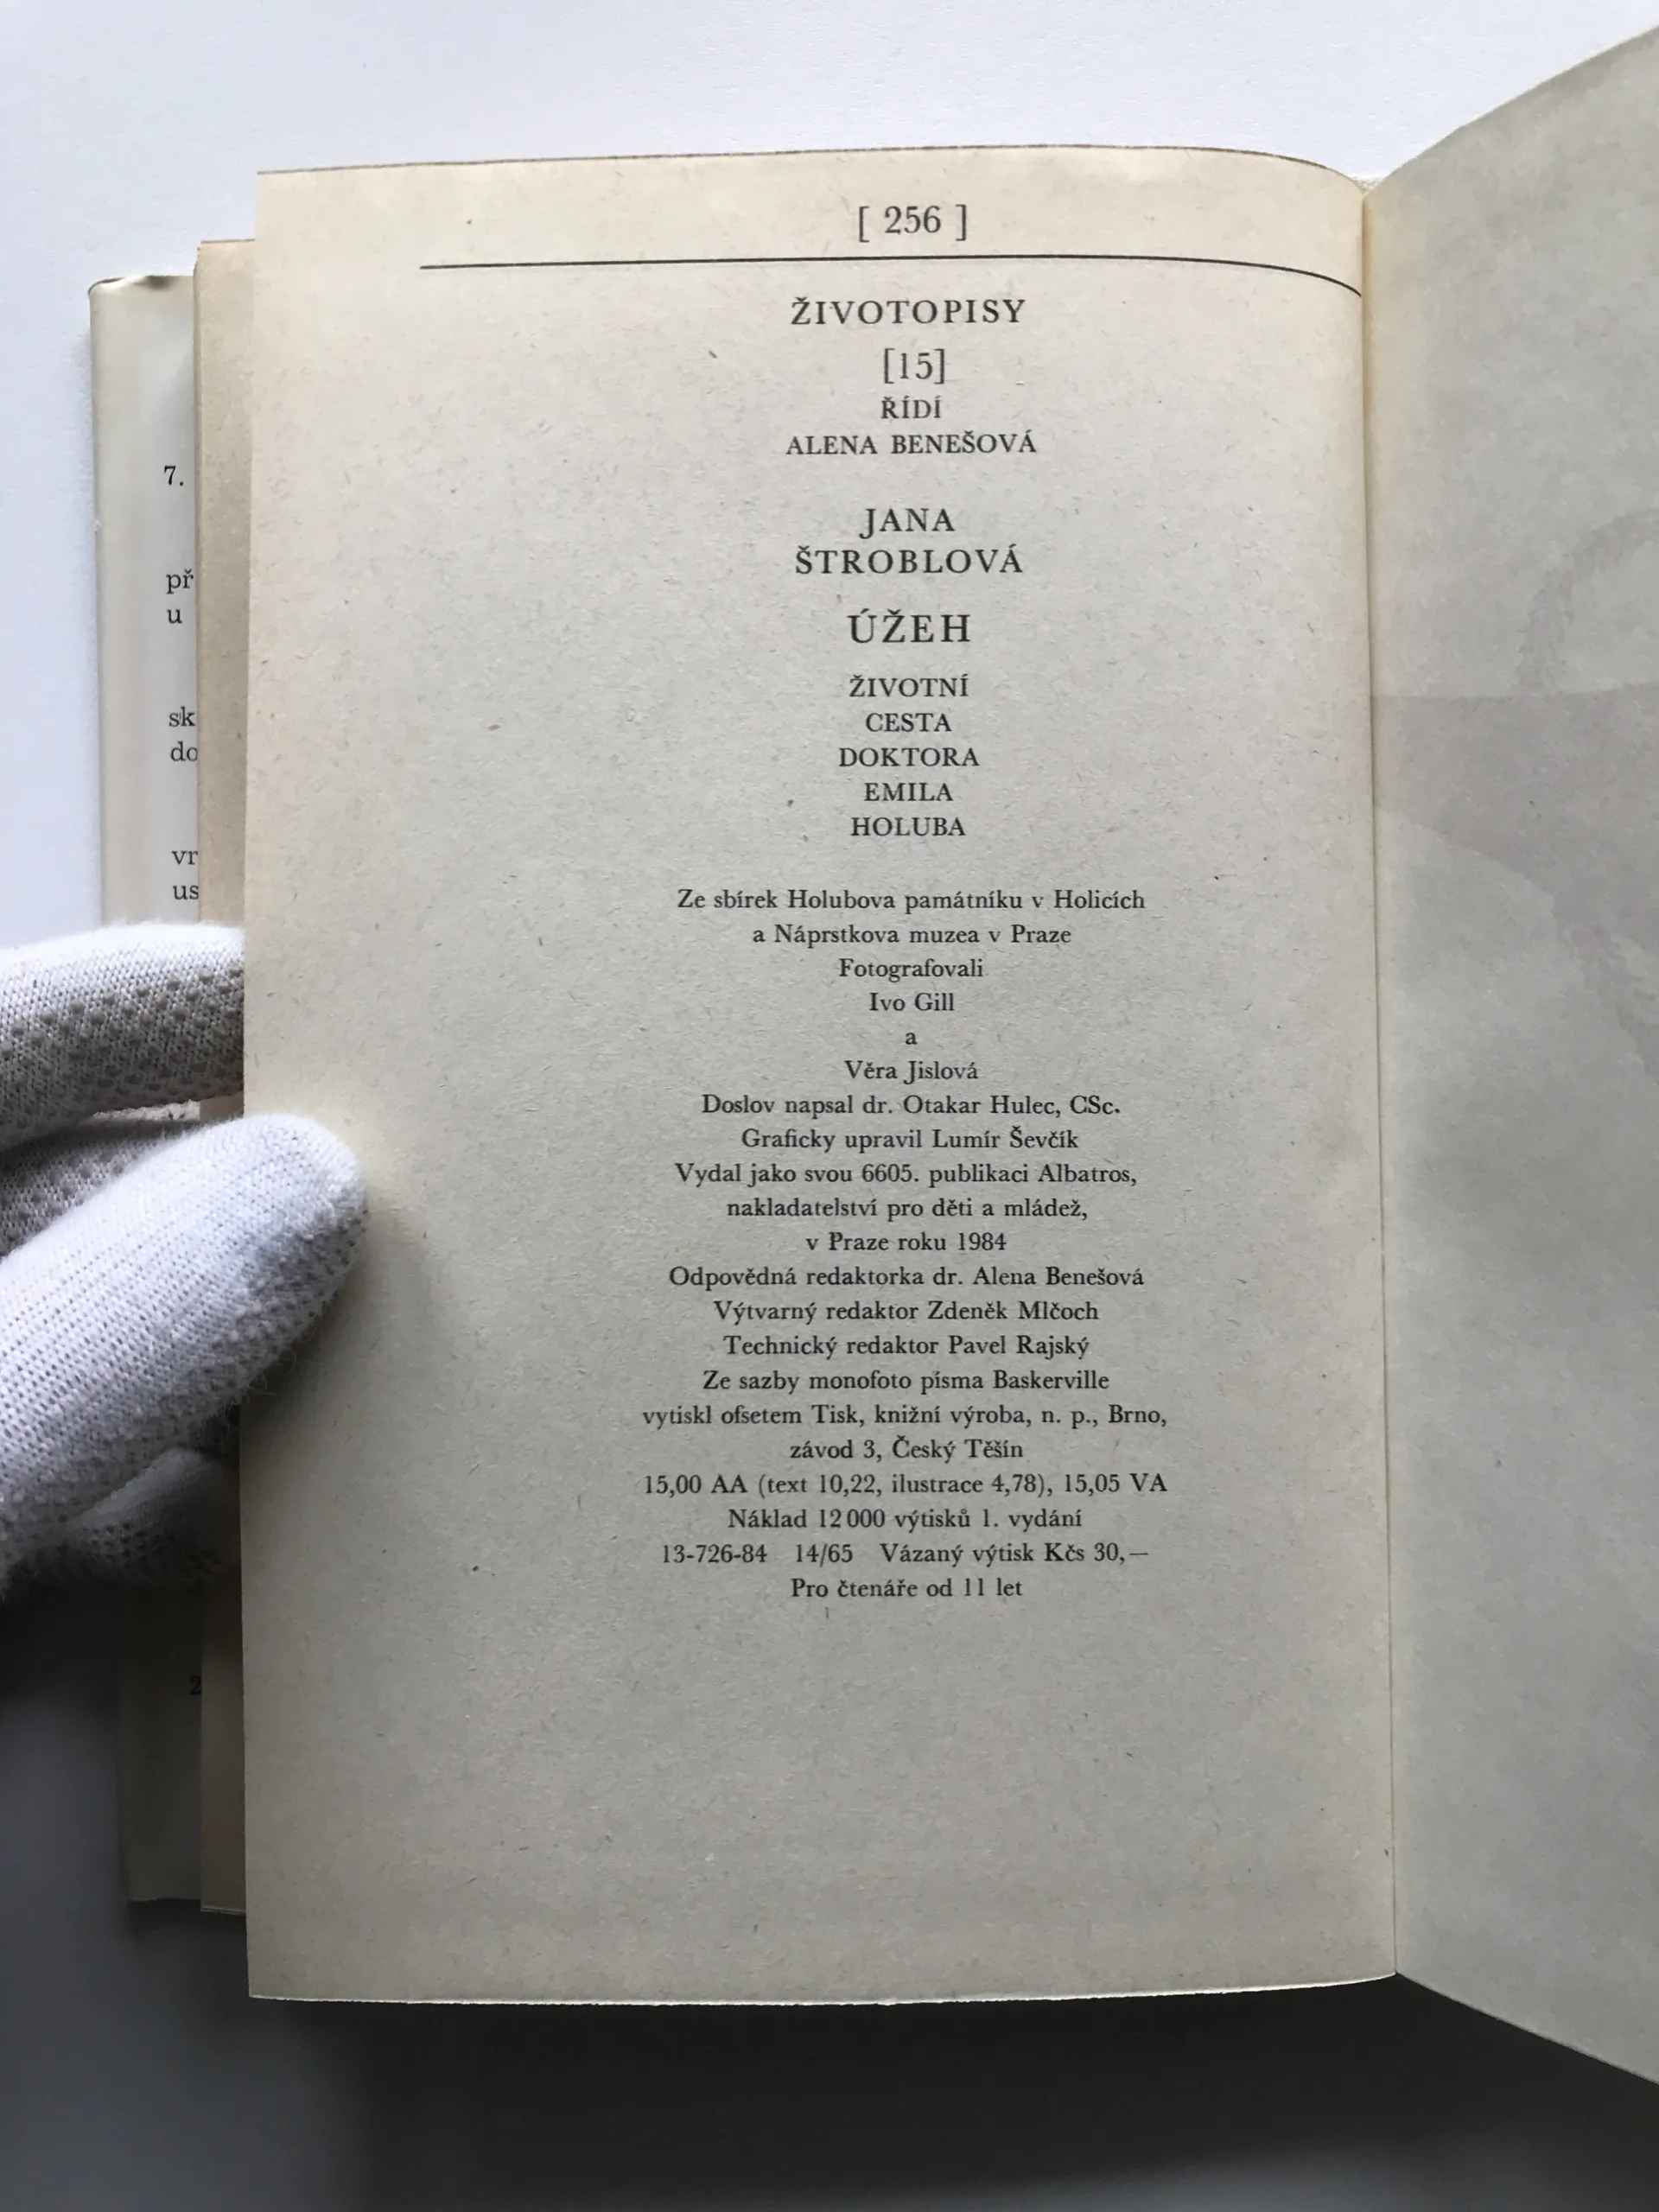 [ 256 ]
ŽIVOTOPISY
[15]
ŘÍDÍ
ALENA BENEŠOVÁ
JANA
ŠTROBLOVÁ
ÚŽEH
ŽIVOTNÍ
CESTA
DOKTORA
EMILA
HOLUBA
Ze sbírek Holubova památníku v Holicích
a Náprstkova muzea v Praze
Fotografovali
Ivo Gill
a
Věra Jislová
Doslov napsal dr. Otakar Hulec, CSc.
Graficky upravil Lumír Ševčík
Vydal jako svou 6605. publikaci Albatros,
nakladatelství pro děti a mládež,
v Praze roku 1984
Odpovědná redaktorka dr. Alena Benešová
Výtvarný redaktor Zdeněk Mlčoch
Technický redaktor Pavel Rajský
Ze sazby monofoto písma Baskerville
vytiskl ofsetem Tisk, knižní výroba, n. p., Brno,
závod 3, Český Těšín
15,00 AA (text 10,22, ilustrace 4,78), 15,05 VA
Náklad 12 000 výtisků 1. vydání
13-726-84 14/65 Vázaný výtisk Kčs 30,—
Pro čtenáře od 11 let
7.
př
u
sk
do
vr
us
2